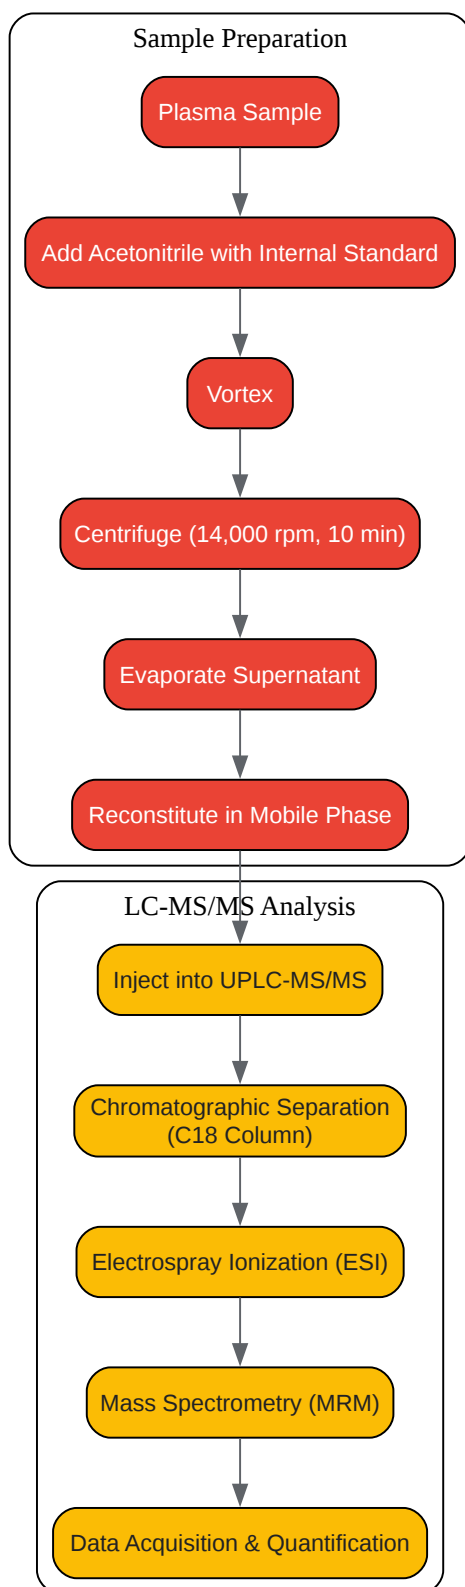 Sample Preparation
Plasma Sample
Add Acetonitrile with Internal Standard
Vortex
Centrifuge (14,000 rpm, 10 min)
Evaporate Supernatant
Reconstitute in Mobile Phase
LC-MS/MS Analysis
Inject into UPLC-MS/MS
Chromatographic Separation
(C18 Column)
Electrospray Ionization (ESI)
Mass Spectrometry (MRM)
Data Acquisition & Quantification